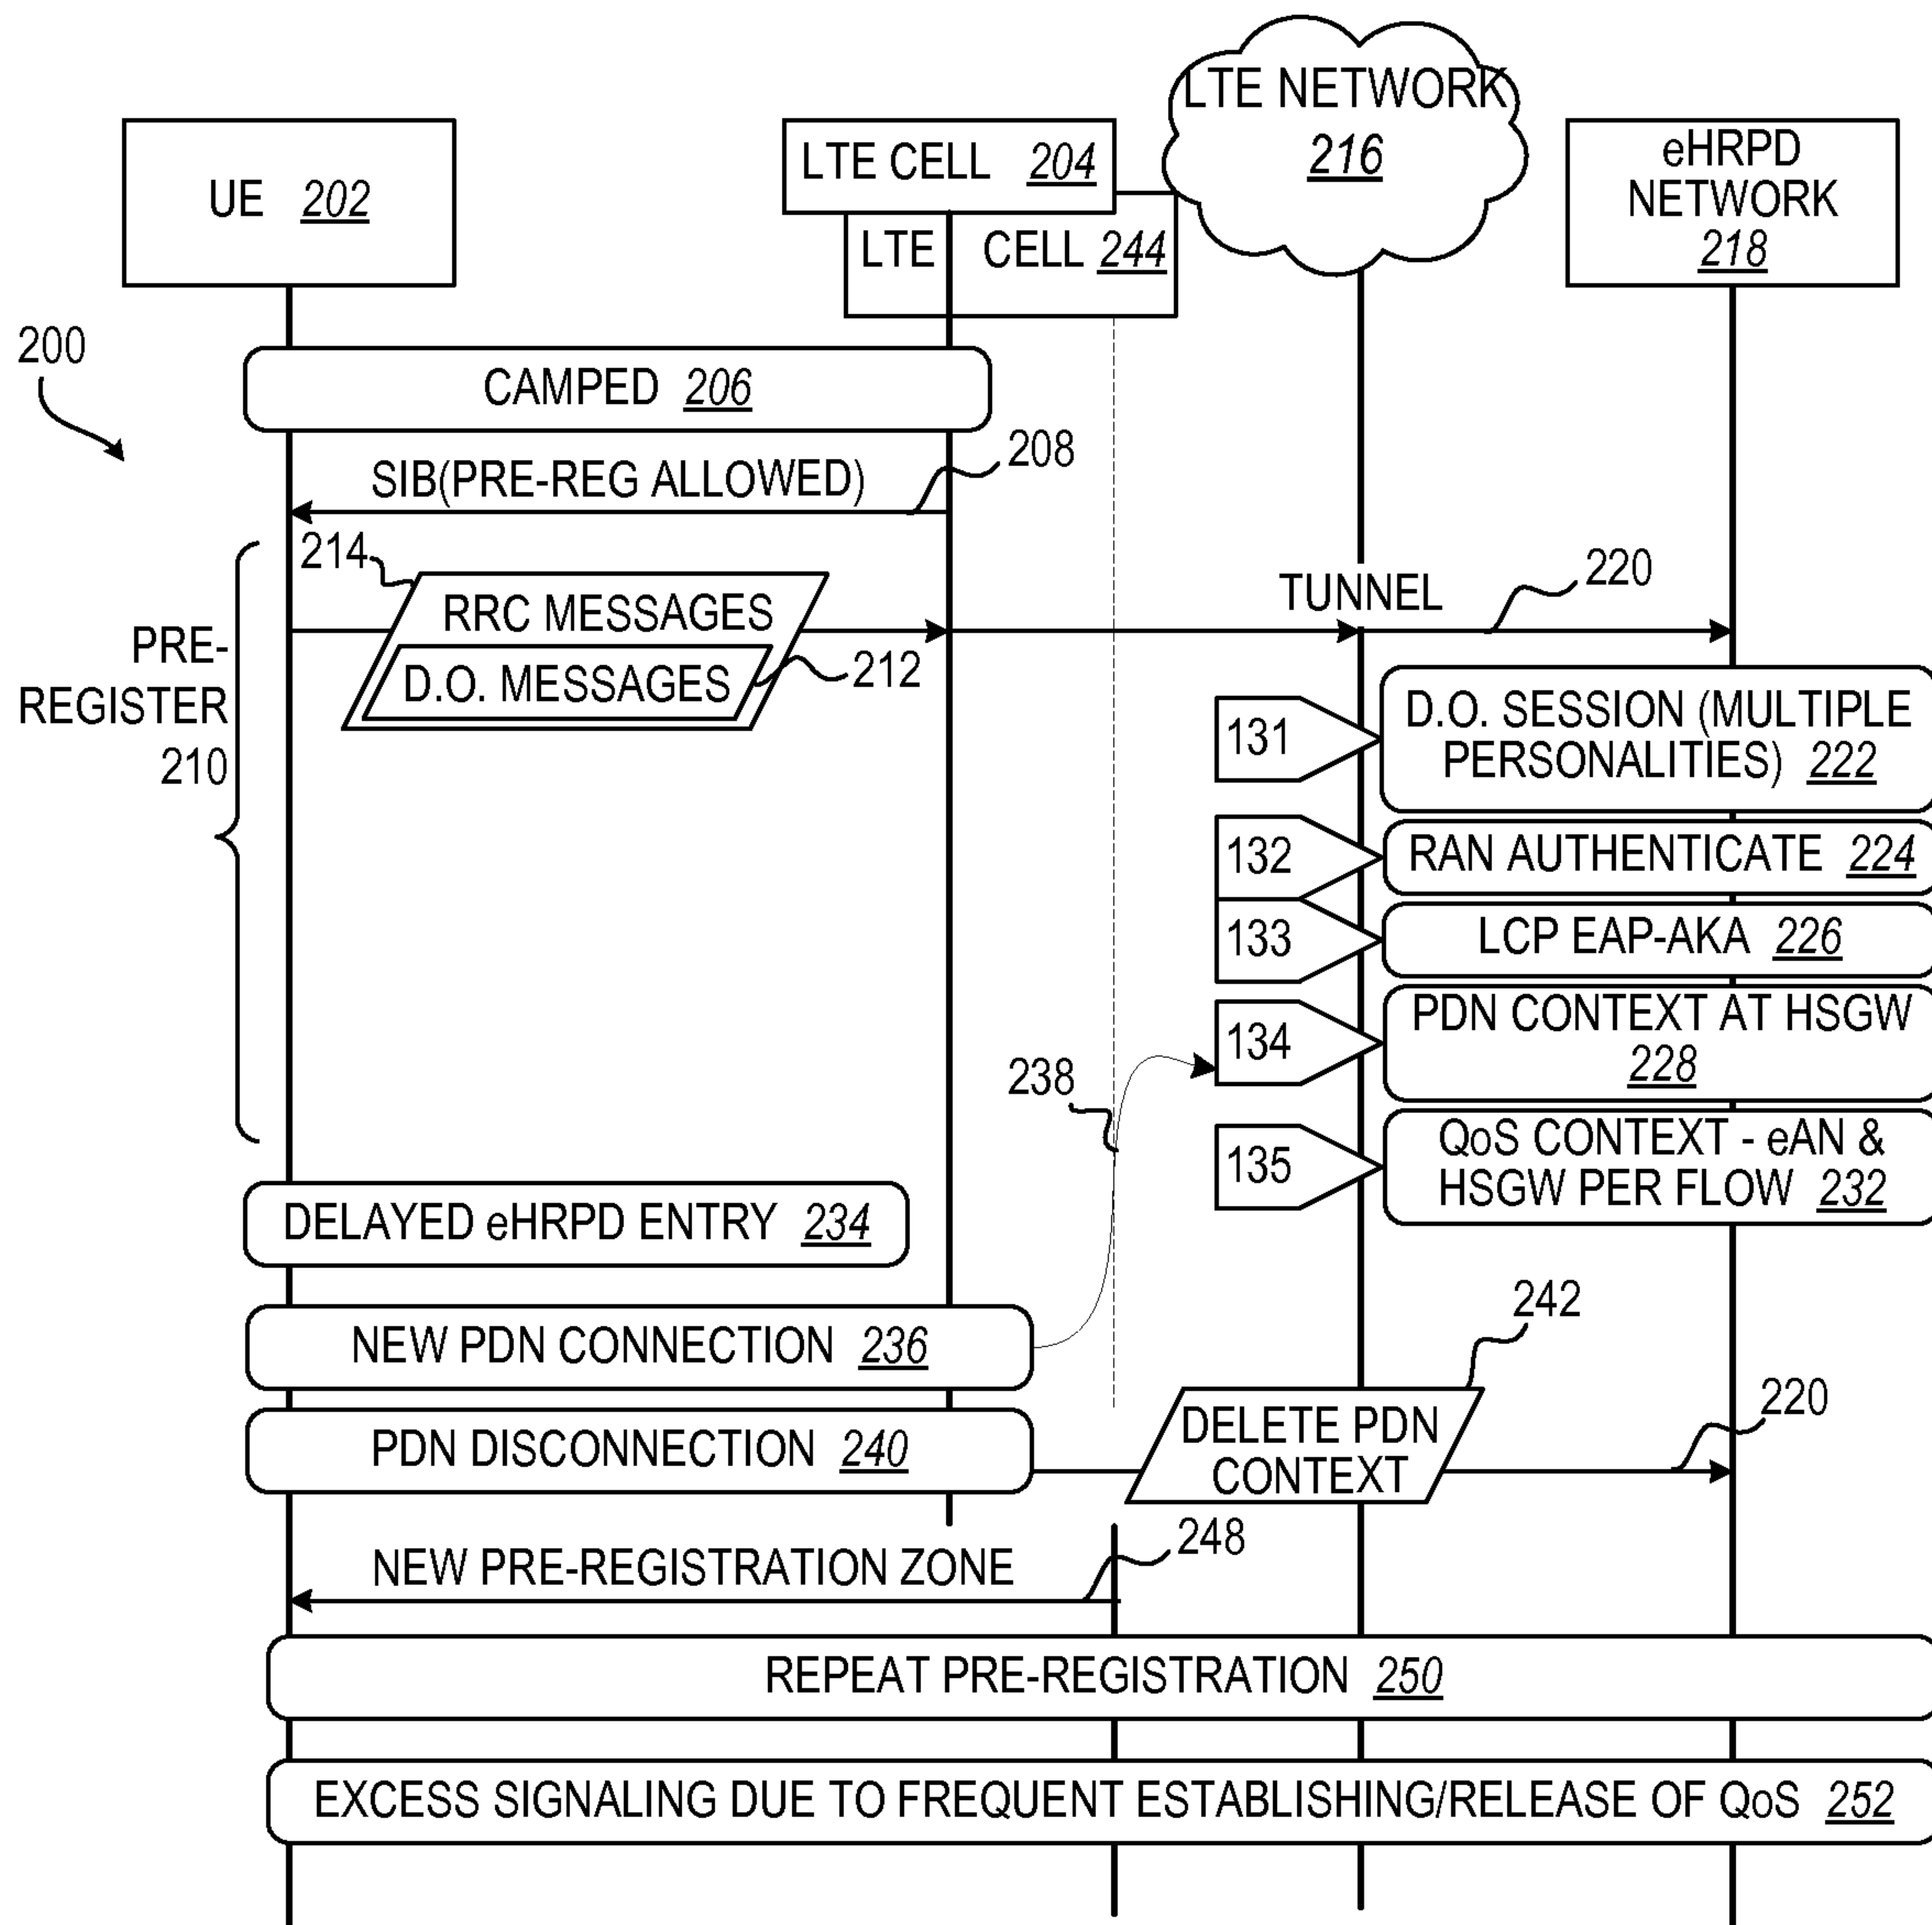 LTE NETWORK
216
UE 202
LTE CELL 204
LTE CELL 244
eHRPD
NETWORK
218
200
CAMPED 206
208
SIB(PRE-REG ALLOWED)
214
RRC MESSAGES
D.O. MESSAGES
212
TUNNEL
220
PRE-
REGISTER
210
131
D.O. SESSION (MULTIPLE
PERSONALITIES) 222
132
RAN AUTHENTICATE 224
133
LCP EAP-AKA 226
134
PDN CONTEXT AT HSGW
228
238
135
QoS CONTEXT - eAN &
HSGW PER FLOW 232
DELAYED eHRPD ENTRY 234
NEW PDN CONNECTION 236
242
PDN DISCONNECTION 240
DELETE PDN
CONTEXT
220
248
NEW PRE-REGISTRATION ZONE
REPEAT PRE-REGISTRATION 250
EXCESS SIGNALING DUE TO FREQUENT ESTABLISHING/RELEASE OF QoS 252